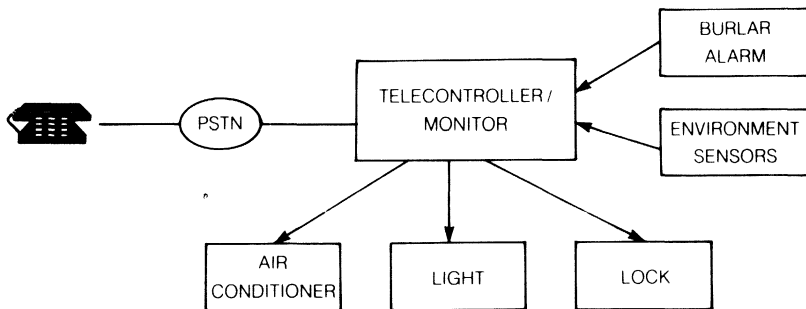 BURLAR
ALARM
TELECONTROLLER/
MONITOR
PSTN
ENVIRONMENT
SENSORS
AIR
CONDITIONER
LIGHT
LOCK